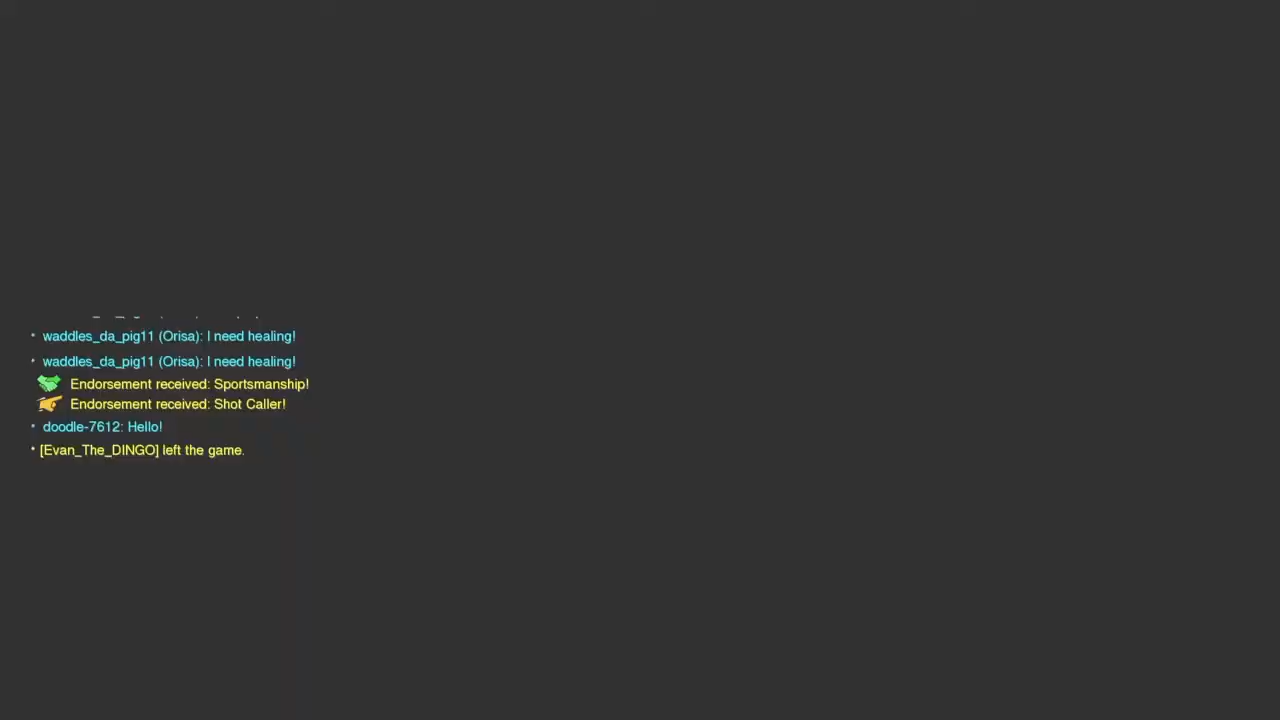 waddles_da_pig11 (Orisa): I need healing!
waddles_da_pig11 (Orisa): I need healing!
Endorsement received: Sportsmanship!
Endorsement received: Shot Caller!
doodle-7612: Hello!
[Evan_The_DINGO] left the game.